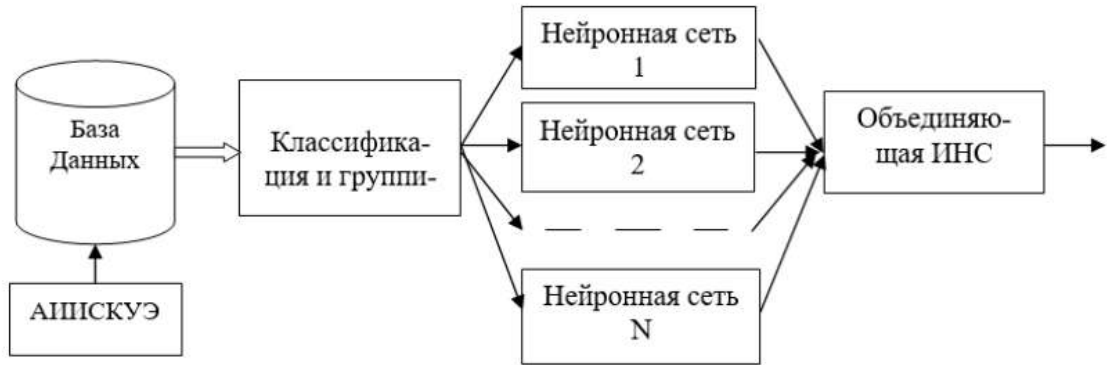 База
Данных
АИИСКУЭ
Классифика-
ция и группи-
Нейронная сеть
1
Нейронная сеть
2
Нейронная сеть
N
Объединяю-
щая ИНС